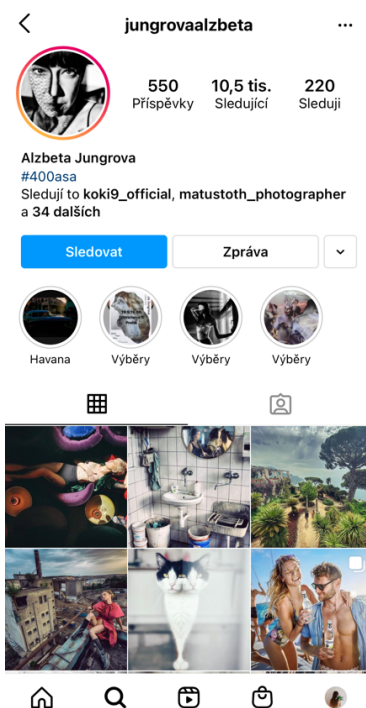 jungrovaalzbeta
550 10,5 tis. 220
Příspěvky Sledující Sleduji
Alzbeta Jungrova
#400asa
Sledují to koki9_official, matustoth_photographer
a 34 dalších
Sledovat Zpráva
Havana Výběry Výběry Výběry